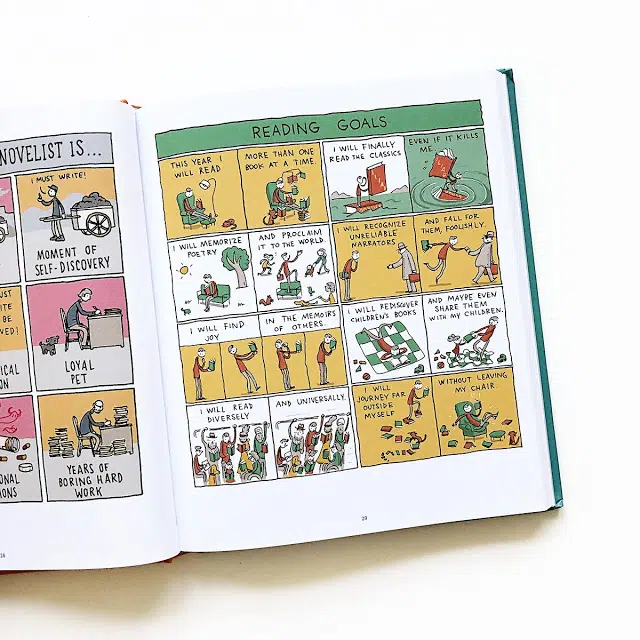 NOVELIST IS...
I MUST WRITE!
MOMENT OF
SELF-DISCOVERY
LOYAL
PET
YEARS OF
BORING HARD
WORK
READING GOALS
THIS YEAR I
WILL READ
MORE THAN ONE
BOOK AT A TIME.
I WILL FINALLY
READ THE CLASSICS
EVEN IF IT KILLS
ME.
I WILL MEMORIZE
POETRY
AND PROCLAIM
IT TO THE WORLD.
I WILL RECOGNIZE
UNRELIABLE
NARRATORS
AND FALL FOR
THEM, FOOLISHLY.
I WILL FIND
JOY
IN THE MEMOIRS
OF OTHERS.
I WILL REDISCOVER
CHILDREN'S BOOKS
AND MAYBE EVEN
SHARE THEM
WITH MY CHILDREN.
I WILL READ
DIVERSELY
AND UNIVERSALLY.
I WILL
JOURNEY FAR
OUTSIDE
MYSELF
WITHOUT LEAVING
MY CHAIR.